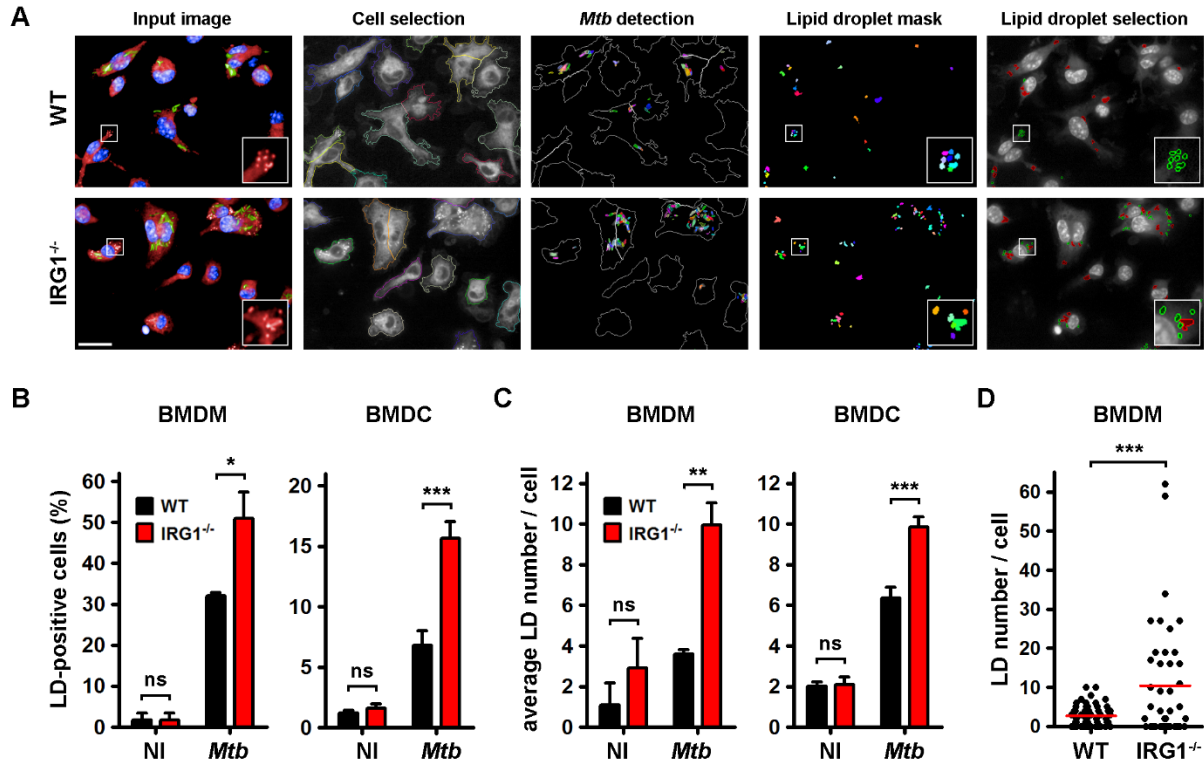 A
Input image
Cell selection
Mtb detection
Lipid droplet mask
Lipid droplet selection
WT
IRG1-/-
B
BMDM
BMDC
LD-positive cells (%)
60
50
40
30
20
10
0
WT
IRG1-/-
*
ns
NI
Mtb
20
15
10
5
0
***
ns
NI
Mtb
C
BMDM
BMDC
average LD number / cell
12
10
8
6
4
2
0
WT
IRG1-/-
**
ns
NI
Mtb
12
10
8
6
4
2
0
***
ns
NI
Mtb
D
BMDM
LD number / cell
60
50
40
30
20
10
0
***
WT
IRG1-/-